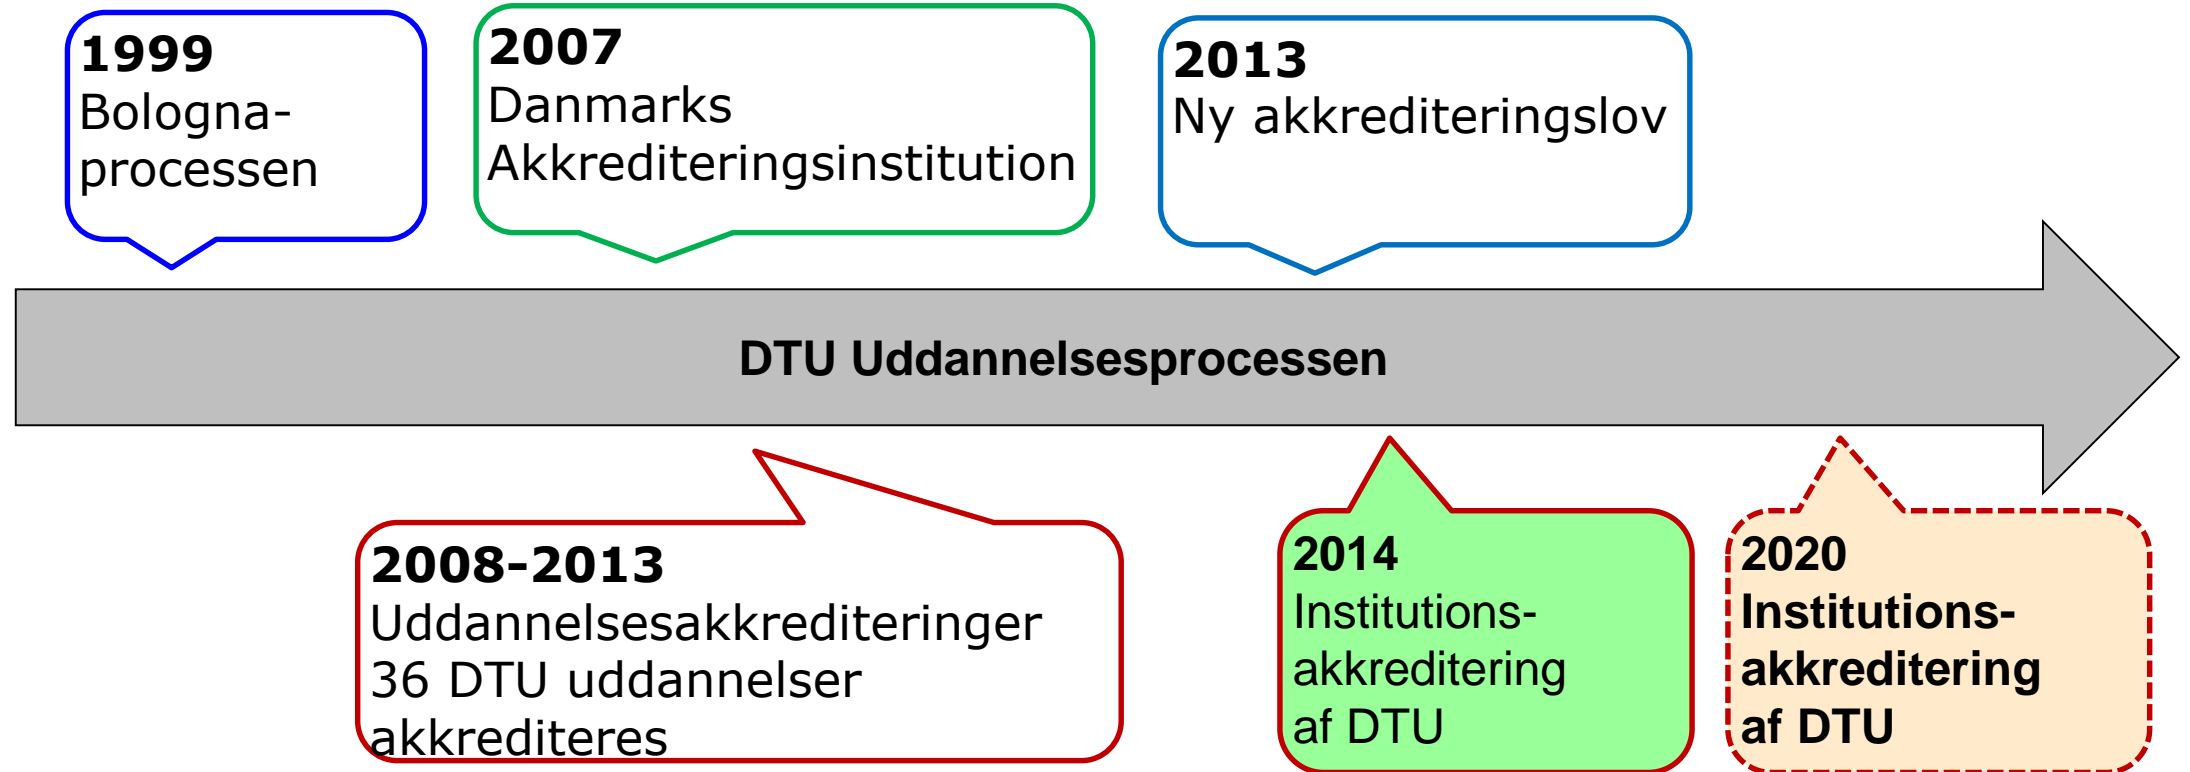 1999
Bologna-
processen
2007
Danmarks
Akkrediteringsinstitution
2013
Ny akkrediteringslov
DTU Uddannelsesprocessen
2008-2013
Uddannelsesakkrediteringer
36 DTU uddannelser
akkrediteres
2014
Institutions-
akkreditering
af DTU
2020
Institutions-
akkreditering
af DTU